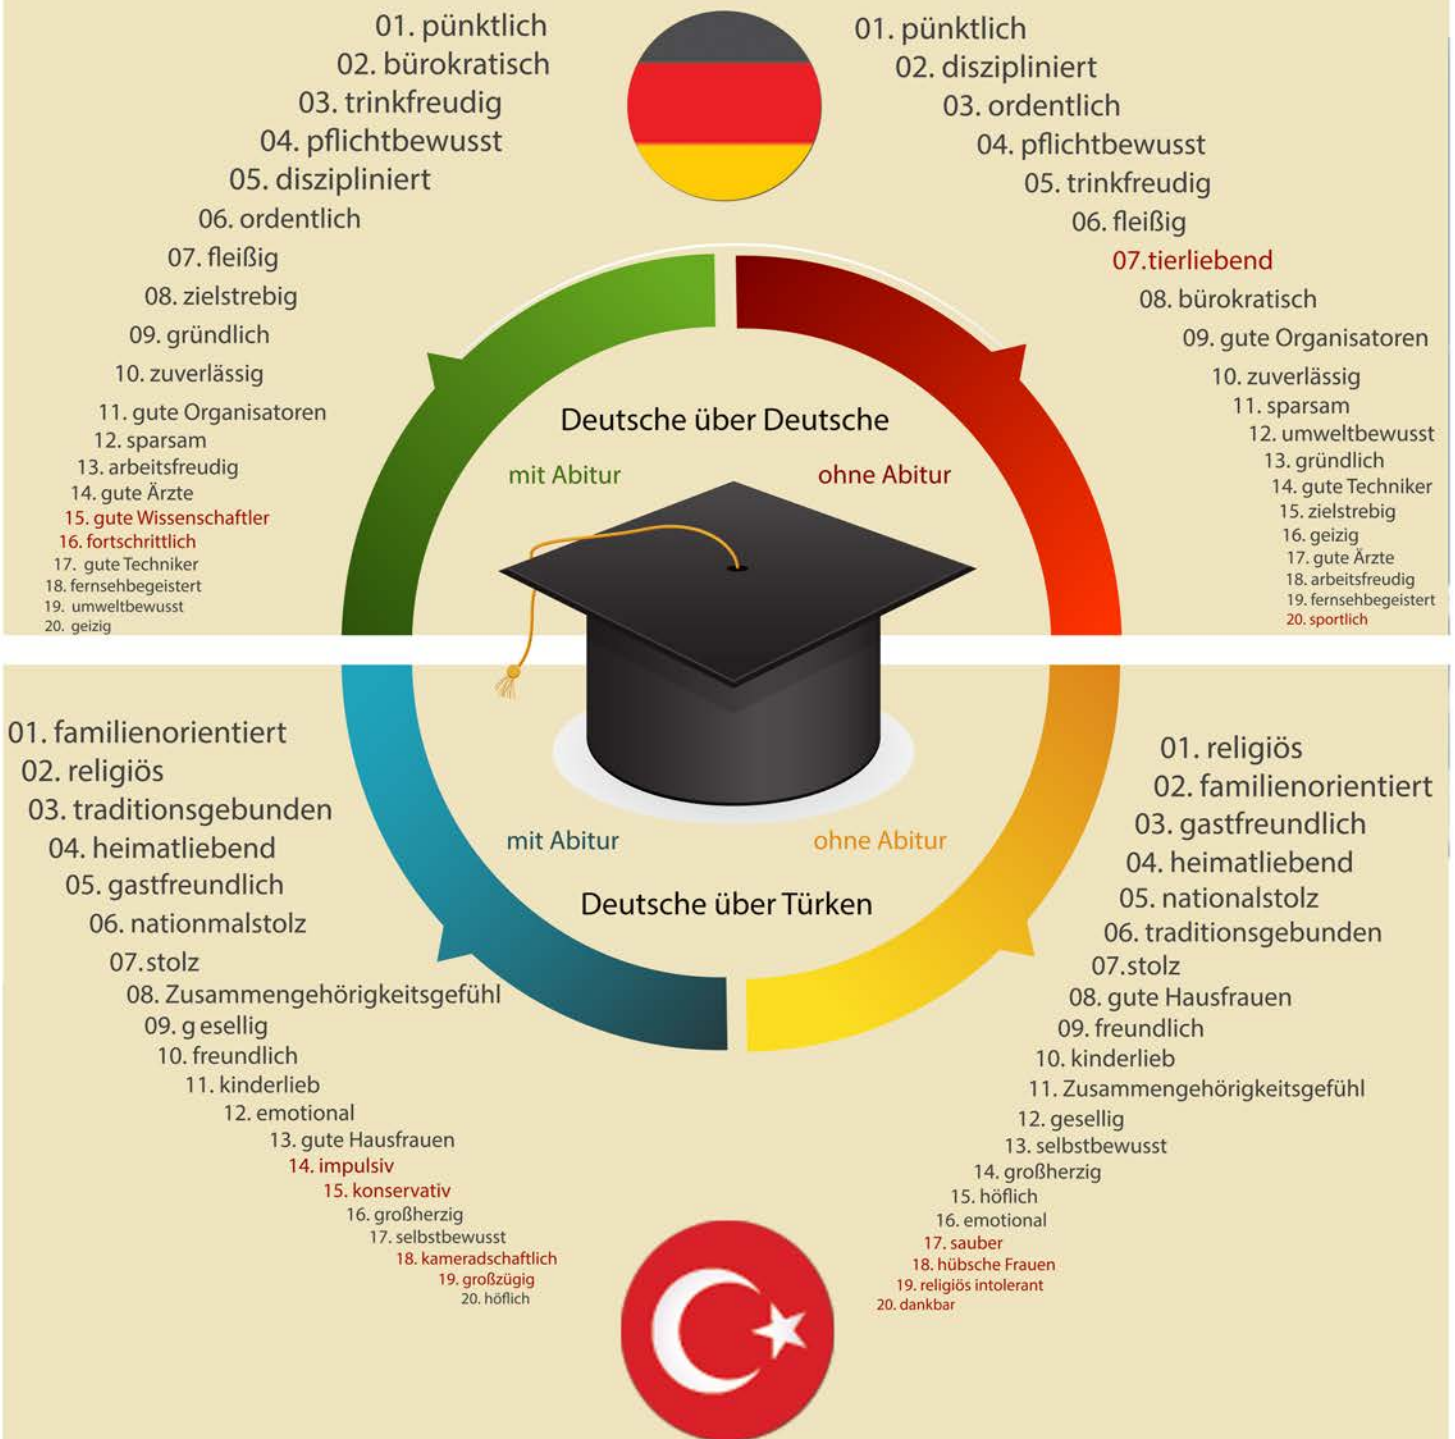 01. pünktlich
02. bürokratisch
03. trinkfreudig
04. pflichtbewusst
05. diszipliniert
06. ordentlich
07. fleißig
08. zielstrebig
09. gründlich
10. zuverlässig
11. gute Organisatoren
12. sparsam
13. arbeitsfreudig
14. gute Ärzte
15. gute Wissenschaftler
16. fortschrittlich
17. gute Techniker
18. fernsehbegeistert
19. umweltbewusst
20. geizig
01. pünktlich
02. diszipliniert
03. ordentlich
04. pflichtbewusst
05. trinkfreudig
06. fleißig
07.tierliebend
08. bürokratisch
09. gute Organisatoren
10. zuverlässig
11. sparsam
12. umweltbewusst
13. gründlich
14. gute Techniker
15. zielstrebig
16. geizig
17. gute Ärzte
18. arbeitsfreudig
19. fernsehbegeistert
20. sportlich
Deutsche über Deutsche
mit Abitur
ohne Abitur
mit Abitur
ohne Abitur
Deutsche über Türken
01. familienorientiert
02. religiös
03. traditionsgebunden
04. heimatliebend
05. gastfreundlich
06. nationmalstolz
07.stolz
08. Zusammengehörigkeitsgefühl
09. g esellig
10. freundlich
11. kinderlieb
12. emotional
13. gute Hausfrauen
14. impulsiv
15. konservativ
16. großherzig
17. selbstbewusst
18. kameradschaftlich
19. großzügig
20. höflich
01. religiös
02. familienorientiert
03. gastfreundlich
04. heimatliebend
05. nationalstolz
06. traditionsgebunden
07.stolz
08. gute Hausfrauen
09. freundlich
10. kinderlieb
11. Zusammengehörigkeitsgefühl
12. gesellig
13. selbstbewusst
14. großherzig
15. höflich
16. emotional
17. sauber
18. hübsche Frauen
19. religiös intolerant
20. dankbar